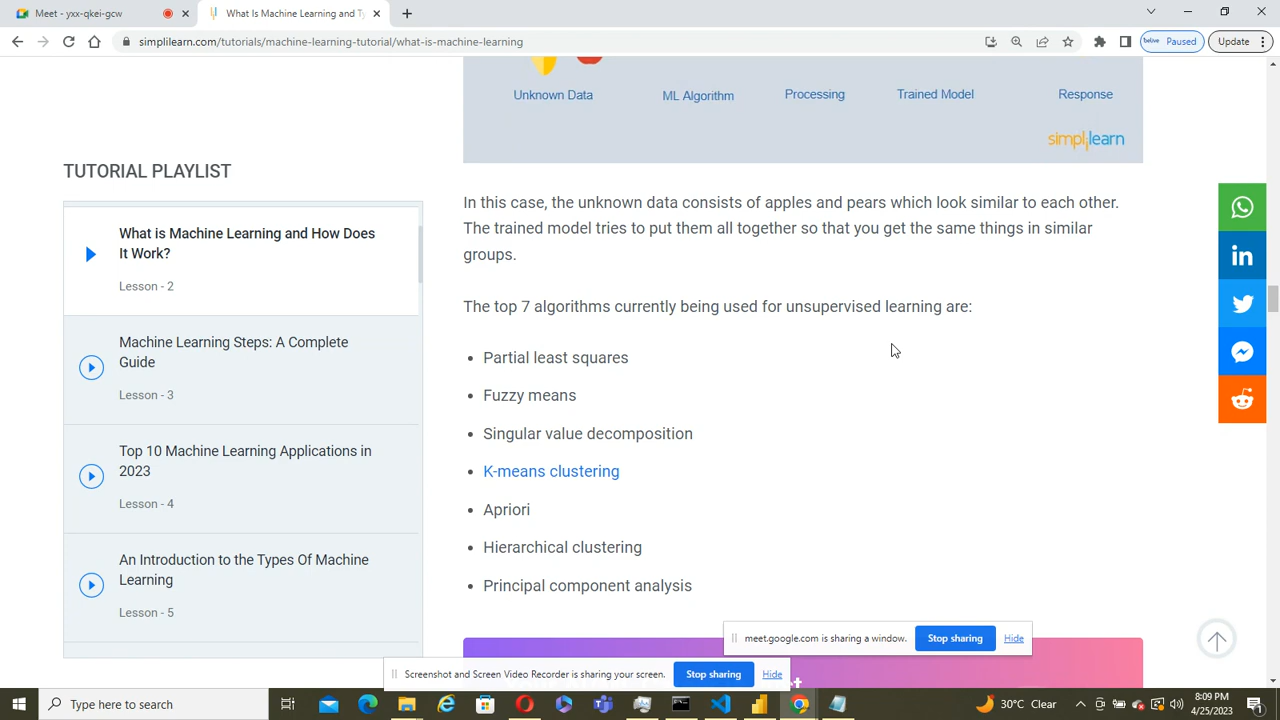 Meet - yxx-qkei-gcw
What Is Machine Learning and Ty
simplilearn.com/tutorials/machine-learning-tutorial/what-is-machine-learning
Paused
Update
Unknown Data
ML Algorithm
Processing
Trained Model
Response
simplilearn
TUTORIAL PLAYLIST
What is Machine Learning and How Does
It Work?
Lesson - 2
Machine Learning Steps: A Complete
Guide
Lesson - 3
Top 10 Machine Learning Applications in
2023
Lesson - 4
An Introduction to the Types Of Machine
Learning
Lesson - 5
In this case, the unknown data consists of apples and pears which look similar to each other.
The trained model tries to put them all together so that you get the same things in similar
groups.
The top 7 algorithms currently being used for unsupervised learning are:
Partial least squares
Fuzzy means
Singular value decomposition
K-means clustering
Apriori
Hierarchical clustering
Principal component analysis
in
meet.google.com is sharing a window.
Stop sharing
Hide
Screenshot and Screen Video Recorder is sharing your screen.
Stop sharing
Hide
Type here to search
30°C Clear
8:09 PM
4/25/2023